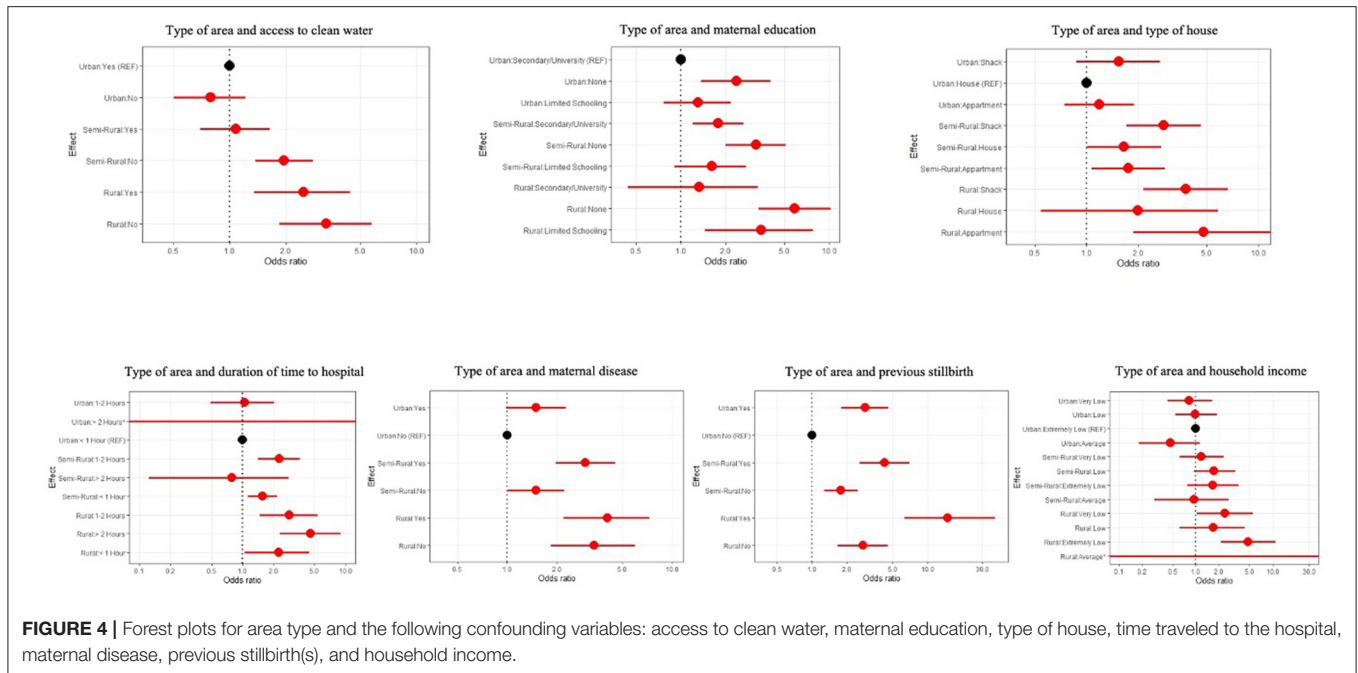 Type of area and access to clean water
Urban:Yes (REF)
Urban:No
Semi-Rural:Yes
Semi-Rural:No
Rural:Yes
Rural:No
Effect
0.5 1.0 2.0 5.0 10.0
Odds ratio
Type of area and maternal education
Urban:Secondary/University (REF)
Urban:None
Urban:Limited Schooling
Semi-Rural:Secondary/University
Semi-Rural:None
Semi-Rural:Limited Schooling
Rural:Secondary/University
Rural:None
Rural:Limited Schooling
Effect
0.5 1.0 2.0 5.0 10.0
Odds ratio
Type of area and type of house
Urban:Shack
Urban:House (REF)
Urban:Appartment
Semi-Rural:Shack
Semi-Rural:House
Semi-Rural:Appartment
Rural:Shack
Rural:House
Rural:Appartment
Effect
0.5 1.0 2.0 5.0 10.0
Odds ratio
Type of area and duration of time to hospital
Urban:1-2 Hours
Urban:> 2 Hours*
Urban:< 1 Hour (REF)
Semi-Rural:1-2 Hours
Semi-Rural:> 2 Hours
Semi-Rural:< 1 Hour
Rural:1-2 Hours
Rural:> 2 Hours
Rural:< 1 Hour
Effect
0.1 0.2 0.5 1.0 2.0 5.0 10.0
Odds ratio
Type of area and maternal disease
Urban:Yes
Urban:No (REF)
Semi-Rural:Yes
Semi-Rural:No
Rural:Yes
Rural:No
Effect
0.5 1.0 2.0 5.0 10.0
Odds ratio
Type of area and previous stillbirth
Urban:Yes
Urban:No (REF)
Semi-Rural:Yes
Semi-Rural:No
Rural:Yes
Rural:No
Effect
0.5 1.0 2.0 5.0 10.0 30.0
Odds ratio
Type of area and household income
Urban:Very Low
Urban:Low
Urban:Extremely Low (REF)
Urban:Average
Semi-Rural:Very Low
Semi-Rural:Low
Semi-Rural:Extremely Low
Semi-Rural:Average
Rural:Very Low
Rural:Low
Rural:Extremely Low
Rural:Average*
Effect
0.1 0.2 0.5 1.0 2.0 5.0 10.0 30.0
Odds ratio
FIGURE 4 | Forest plots for area type and the following confounding variables: access to clean water, maternal education, type of house, time traveled to the hospital,
maternal disease, previous stillbirth(s), and household income.